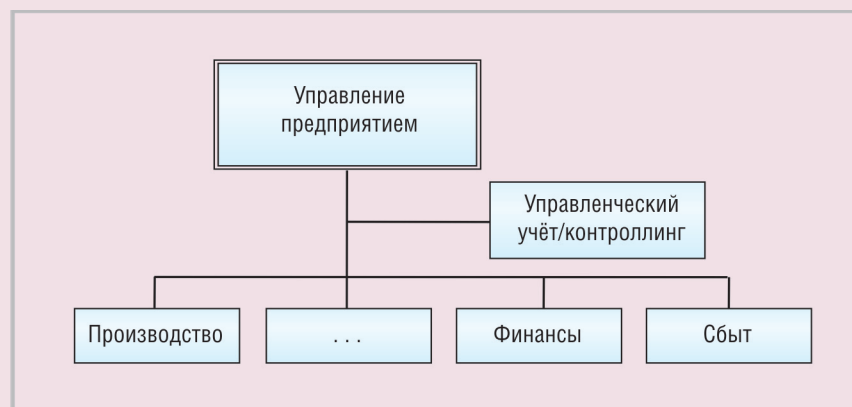 Управление
предприятием
Управленческий
учёт/контроллинг
Производство
. . .
Финансы
Сбыт